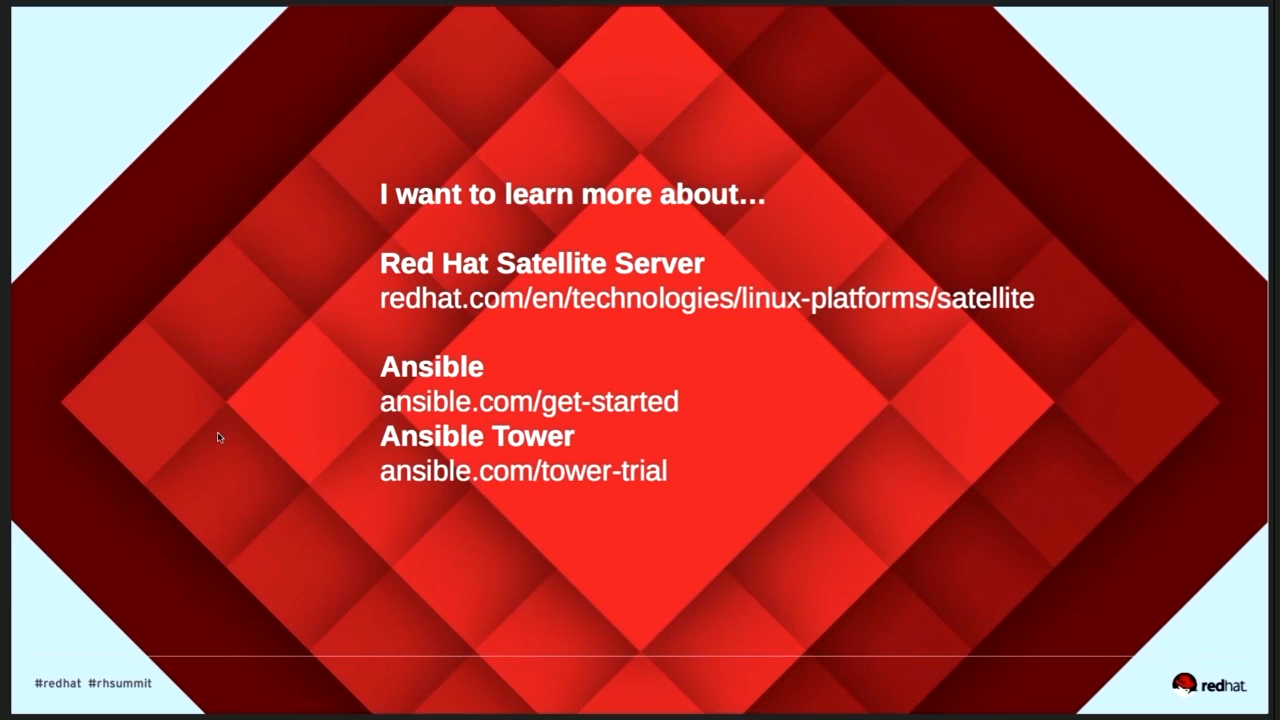 I want to learn more about…
Red Hat Satellite Server
redhat.com/en/technologies/linux-platforms/satellite
Ansible
ansible.com/get-started
Ansible Tower
ansible.com/tower-trial
#redhat #rhsummit
redhat.